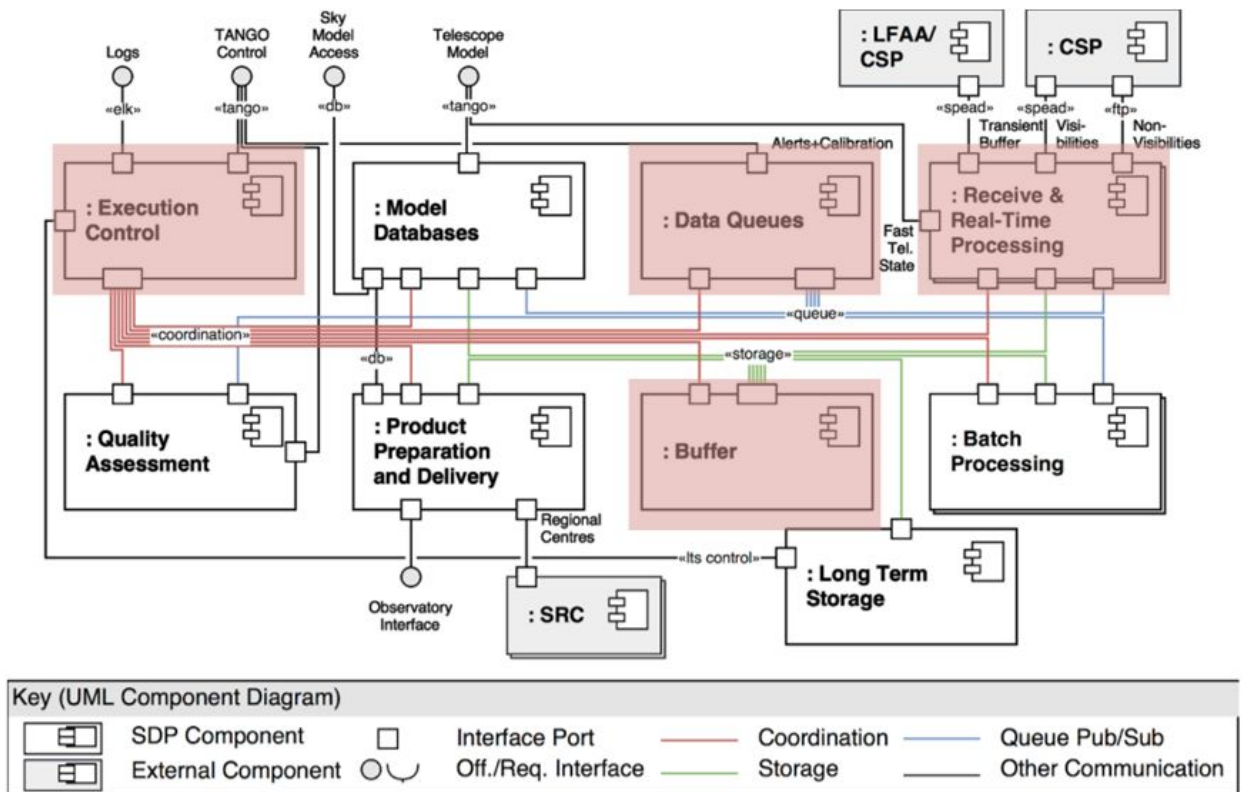 Logs
TANGO
Control
Sky
Model
Access
Telescope
Model
: LFAA/
CSP
: CSP
«elk»
«tango»
«db»
«tango»
«spead»
«spead»
«ftp»
Transient
Buffer
Visi-
bilities
Non-
Visibilities
Alerts+Calibration
: Execution
Control
: Model
Databases
: Data Queues
Fast
Tel.
State
: Receive &
Real-Time
Processing
«queue»
«coordination»
«db»
«storage»
: Quality
Assessment
: Product
Preparation
and Delivery
: Buffer
: Batch
Processing
Regional
Centres
«lts control»
: Long Term
Storage
Observatory
Interface
: SRC
Key (UML Component Diagram)
SDP Component
Interface Port
Coordination
Queue Pub/Sub
External Component
Off./Req. Interface
Storage
Other Communication